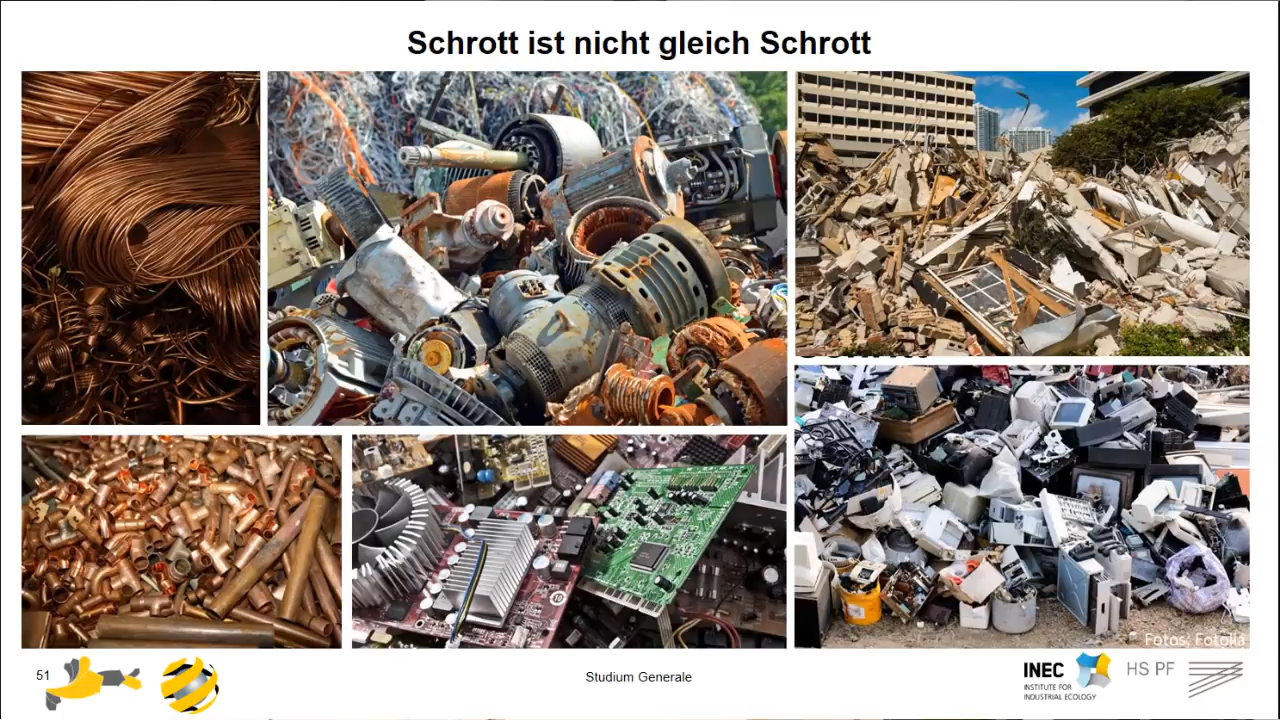 Schrott ist nicht gleich Schrott
Fotos: Fotolia
51
Studium Generale
INEC
INSTITUTE FOR
INDUSTRIAL ECOLOGY
HS PF